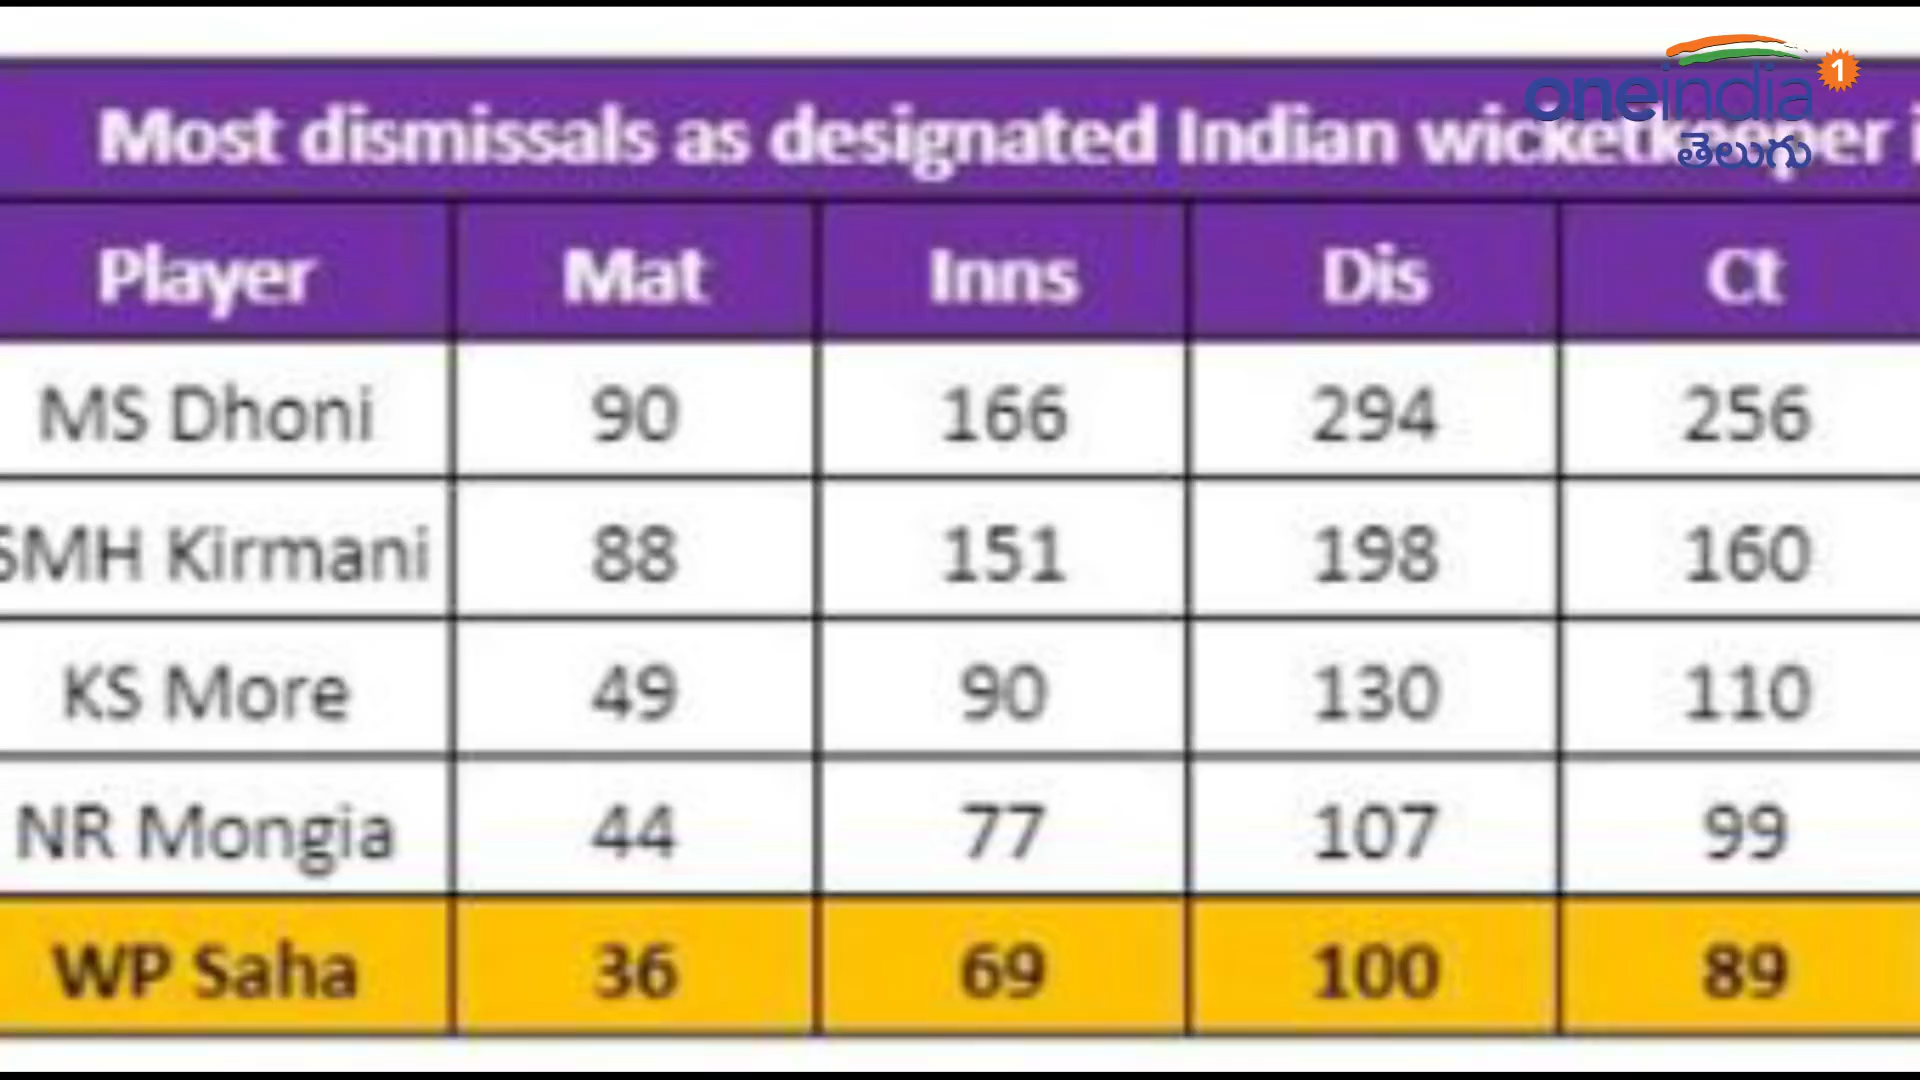 oneindia 1
తెలుగు
Most dismissals as designated Indian wicketkeeper i
Player Mat Inns Dis Ct
MS Dhoni 90 166 294 256
SMH Kirmani 88 151 198 160
KS More 49 90 130 110
NR Mongia 44 77 107 99
WP Saha 36 69 100 89